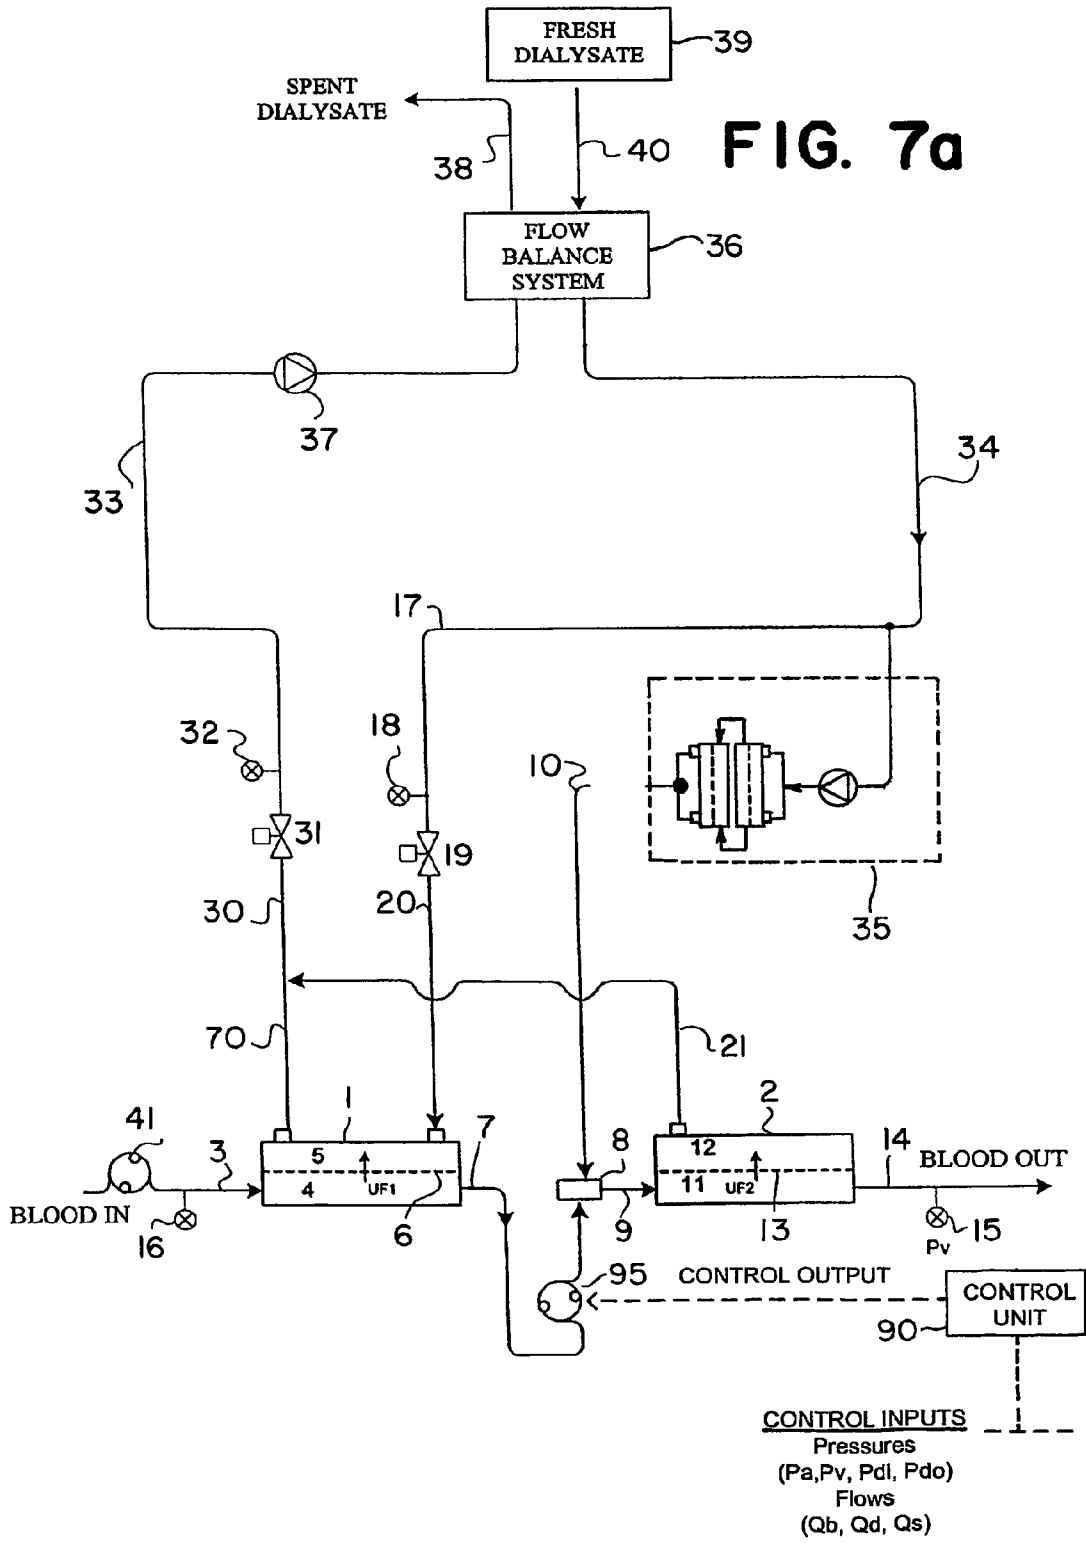 FRESH
DIALYSATE
39
SPENT
DIALYSATE
38
40
FIG. 7a
FLOW
BALANCE
SYSTEM
36
37
33
34
17
32
18
10
31
19
30
20
35
70
21
41
3
1
7
8
2
14
BLOOD OUT
5
4
UF1
6
9
12
11
UF2
13
BLOOD IN
16
15
Pv
95
CONTROL OUTPUT
CONTROL
UNIT
90
CONTROL INPUTS
Pressures
(Pa,Pv, Pdi, Pdo)
Flows
(Qb, Qd, Qs)